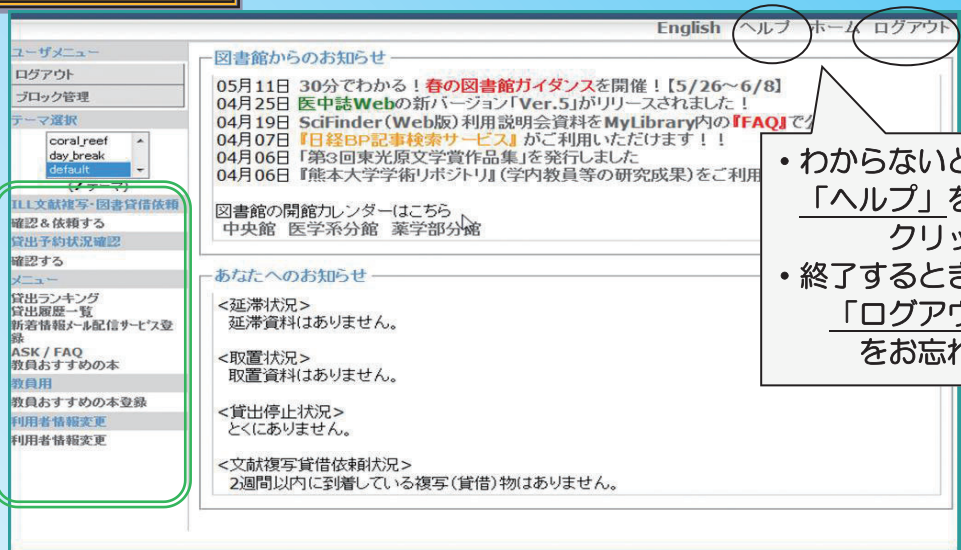 English ヘルプ ホーム ログアウト
ユーザメニュー
ログアウト
ブロック管理
テーマ選択
coral_reef
day_break
default
ILL文献複写・図書貸借依頼
確認&依頼する
貸出予約状況確認
確認する
メニュー
貸出ランキング
貸出履歴一覧
新着情報メール配信サービス登
録
ASK / FAQ
教員おすすめの本
教員用
教員おすすめの本登録
利用者情報変更
利用者情報変更
図書館からのお知らせ
05月11日 30分でわかる!春の図書館ガイダンスを開催!【5/26~6/8】
04月25日 医中誌Webの新バージョン「Ver.5」がリリースされました!
04月19日 SciFinder(Web版)利用説明会資料をMyLibrary内の『FAQ』で
04月07日 『日経BP記事検索サービス』がご利用いただけます!!
04月06日 「第3回東光原文学賞作品集」を発行しました
04月06日 『熊本大学学術リポジトリ』(学内教員等の研究成果)をご利用
図書館の開館カレンダーはこちら
中央館 医学系分館 薬学部分館
あなたへのお知らせ
<延滞状況>
延滞資料はありません。
<取置状況>
取置資料はありません。
<貸出停止状況>
とくにありません。
<文献複写貸借依頼状況>
2週間以内に到着している複写(貸借)物はありません。
・わからないと
「ヘルプ」を
クリッ
・終了するとき
「ログアウ
をお忘れ